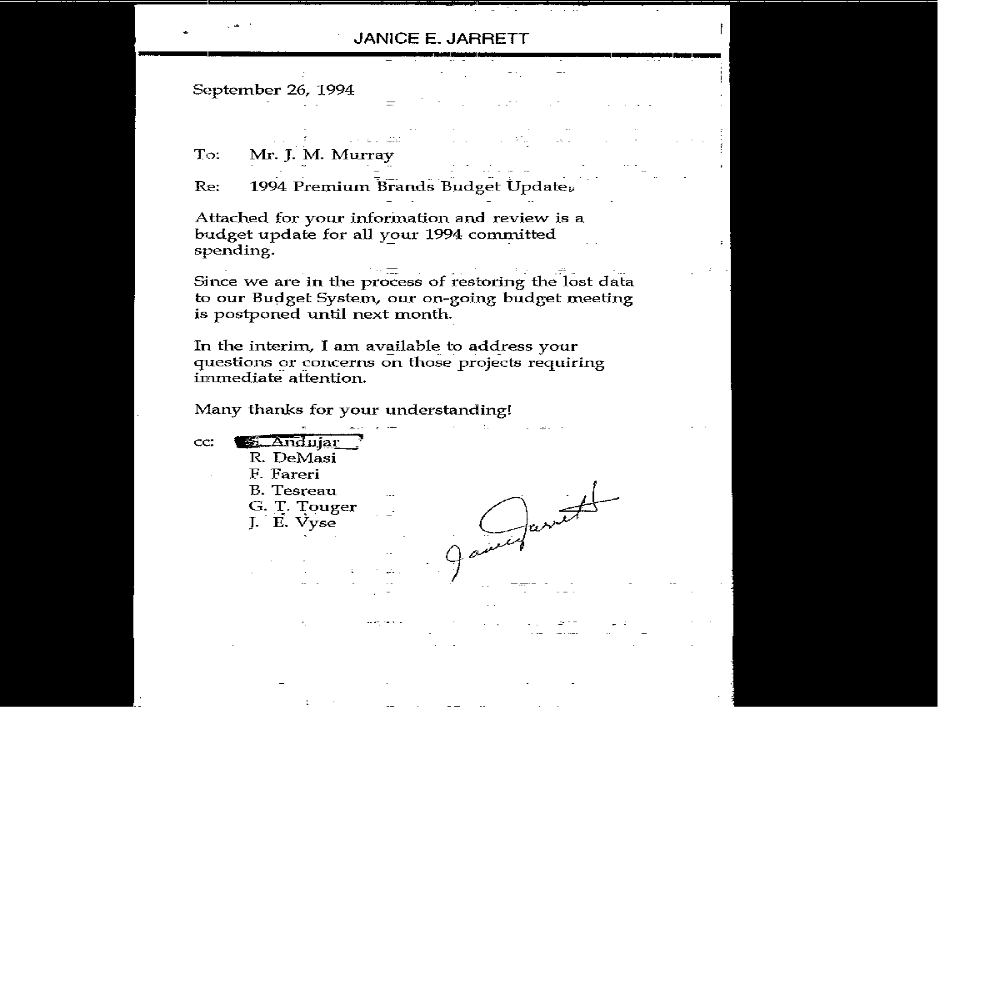 JANICE E. JARRETT
September 26, 1994
To: Mr. J. M. Murray
Re: 1994 Premium Brands Budget Update
Attached for your information and review is a
budget update for all your 1994 committed
spending.
Since we are in the process of restoring the lost data
to our Budget System, our on-going budget meeting
is postponed until next month.
In the interim, I am available to address your
questions or concerns on those projects requiring
immediate attention.
Many thanks for your understanding!
cc: S. Andujar
R. DeMasi
F. Fareri
B. Tesreau
G. T. Touger
J. E. Vyse
Janice Jarrett